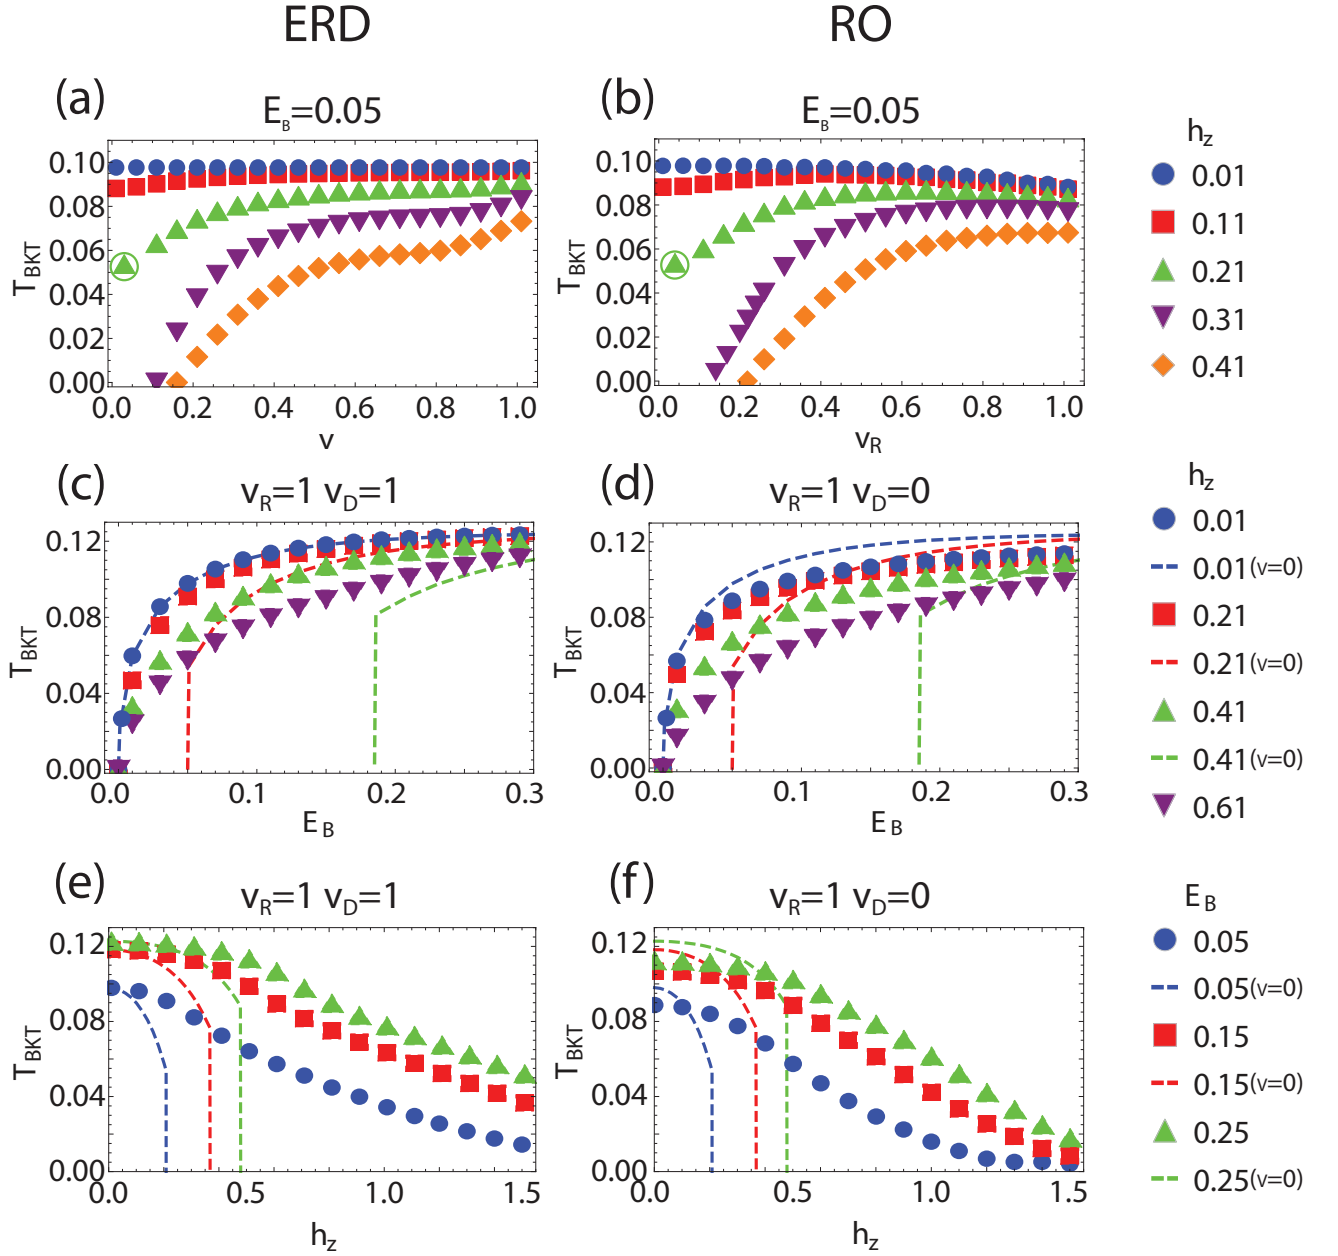 ERD
RO
(a)
E_B=0.05
T_BKT
0.10
0.08
0.06
0.04
0.02
0.00
0.0 0.2 0.4 0.6 0.8 1.0
v
(b)
E_B=0.05
T_BKT
0.10
0.08
0.06
0.04
0.02
0.00
0.0 0.2 0.4 0.6 0.8 1.0
v_R
h_z
0.01
0.11
0.21
0.31
0.41
(c)
v_R=1 v_D=1
T_BKT
0.12
0.08
0.04
0.00
0.0 0.1 0.2 0.3
E_B
(d)
v_R=1 v_D=0
T_BKT
0.12
0.08
0.04
0.00
0.0 0.1 0.2 0.3
E_B
h_z
0.01
0.01(v=0)
0.21
0.21(v=0)
0.41
0.41(v=0)
0.61
(e)
v_R=1 v_D=1
T_BKT
0.12
0.08
0.04
0.00
0.0 0.5 1.0 1.5
h_z
(f)
v_R=1 v_D=0
T_BKT
0.12
0.08
0.04
0.00
0.0 0.5 1.0 1.5
h_z
E_B
0.05
0.05(v=0)
0.15
0.15(v=0)
0.25
0.25(v=0)